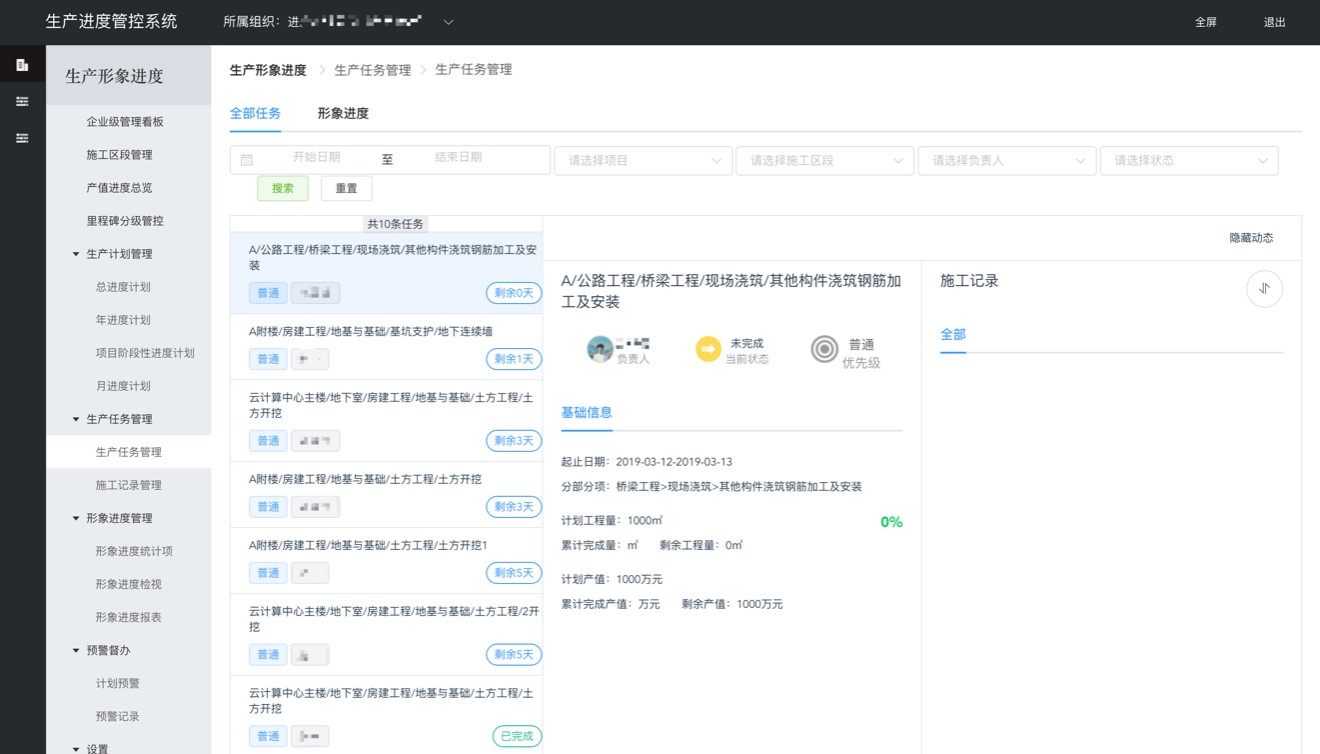 生产进度管控系统
所属组织：进
全屏
退出
生产形象进度
企业级管理看板
施工区段管理
产值进度总览
里程碑分级管控
生产计划管理
总进度计划
年进度计划
项目阶段性进度计划
月进度计划
生产任务管理
生产任务管理
施工记录管理
形象进度管理
形象进度统计项
形象进度检视
形象进度报表
预警督办
计划预警
预警记录
设置
生产形象进度 > 生产任务管理 > 生产任务管理
全部任务 形象进度
开始日期 至 结束日期 请选择项目 请选择施工区段 请选择负责人 请选择状态
搜索 重置
共10条任务
A/公路工程/桥梁工程/现场浇筑/其他构件浇筑钢筋加工及安
装
普通 剩余0天
A附楼/房建工程/地基与基础/基坑支护/地下连续墙
普通 剩余1天
云计算中心主楼/地下室/房建工程/地基与基础/土方工程/土
方开挖
普通 剩余3天
A附楼/房建工程/地基与基础/土方工程/土方开挖
普通 剩余3天
A附楼/房建工程/地基与基础/土方工程/土方开挖1
普通 剩余5天
云计算中心主楼/地下室/房建工程/地基与基础/土方工程/2开
挖
普通 剩余5天
云计算中心主楼/地下室/房建工程/地基与基础/土方工程/土
方开挖
普通 已完成
隐藏动态
A/公路工程/桥梁工程/现场浇筑/其他构件浇筑钢筋加
工及安装
负责人
未完成
当前状态
普通
优先级
基础信息
起止日期：2019-03-12-2019-03-13
分部分项：桥梁工程>现场浇筑>其他构件浇筑钢筋加工及安装
计划工程量：1000㎡
0%
累计完成量：㎡ 剩余工程量：0㎡
计划产值：1000万元
累计完成产值：万元 剩余产值：1000万元
施工记录
全部